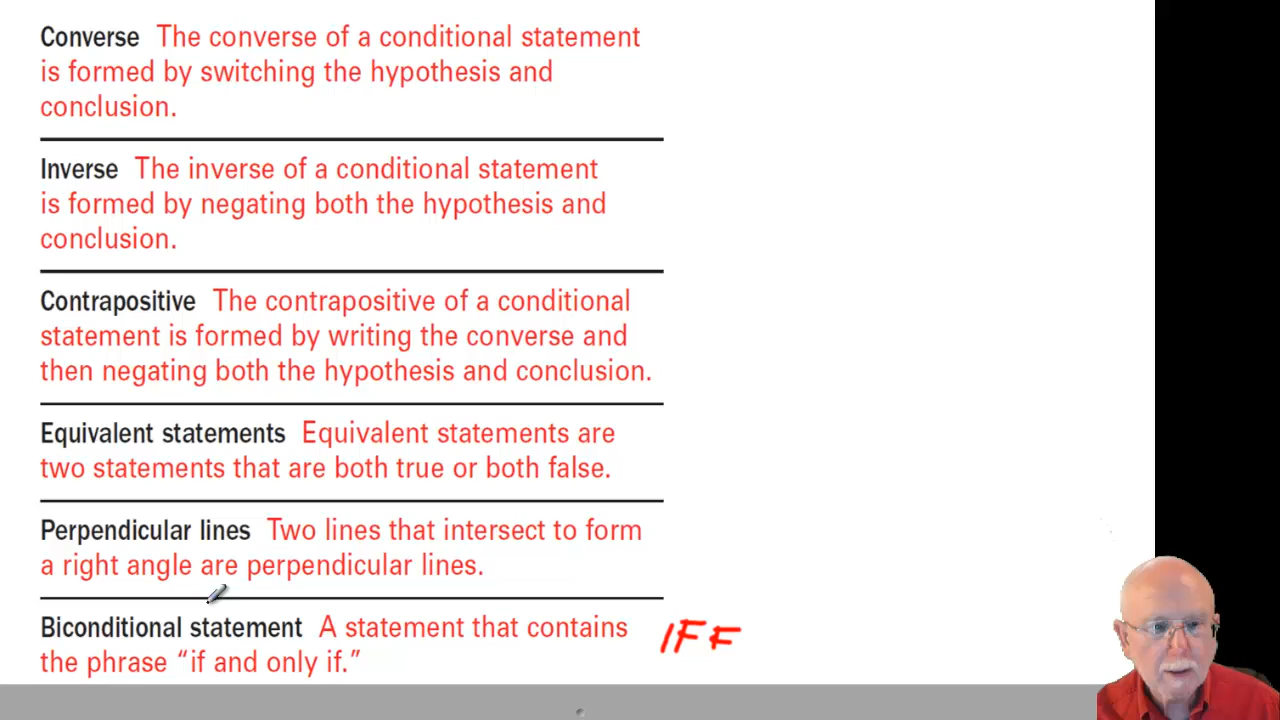 Converse The converse of a conditional statement
is formed by switching the hypothesis and
conclusion.
Inverse The inverse of a conditional statement
is formed by negating both the hypothesis and
conclusion.
Contrapositive The contrapositive of a conditional
statement is formed by writing the converse and
then negating both the hypothesis and conclusion.
Equivalent statements Equivalent statements are
two statements that are both true or both false.
Perpendicular lines Two lines that intersect to form
a right angle are perpendicular lines.
Biconditional statement A statement that contains
the phrase “if and only if.”
IFF